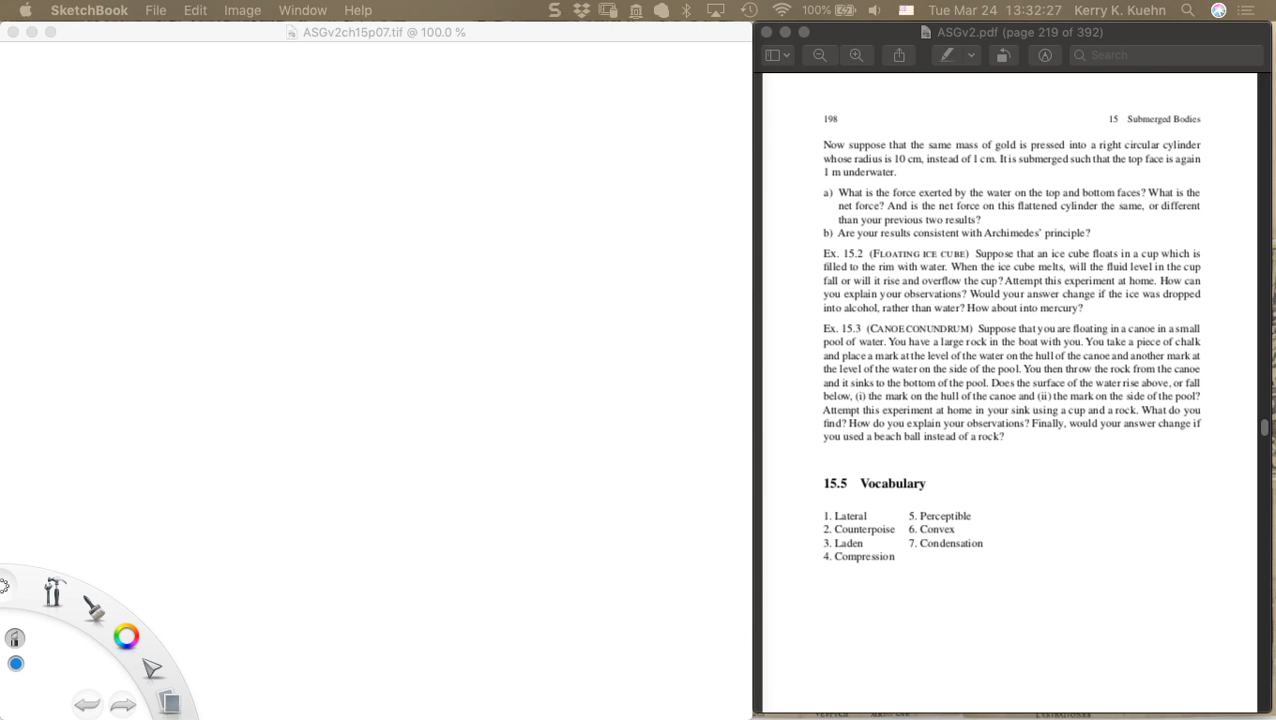 SketchBook File Edit Image Window Help 100% Tue Mar 24 13:32:27 Kerry K. Kuehn
ASGv2ch15p07.tif @ 100.0 %
ASGv2.pdf (page 219 of 392)
Search
198 15 Submerged Bodies
Now suppose that the same mass of gold is pressed into a right circular cylinder
whose radius is 10 cm, instead of 1 cm. It is submerged such that the top face is again
1 m underwater.
a) What is the force exerted by the water on the top and bottom faces? What is the
net force? And is the net force on this flattened cylinder the same, or different
than your previous two results?
b) Are your results consistent with Archimedes' principle?
Ex. 15.2 (FLOATING ICE CUBE) Suppose that an ice cube floats in a cup which is
filled to the rim with water. When the ice cube melts, will the fluid level in the cup
fall or will it rise and overflow the cup? Attempt this experiment at home. How can
you explain your observations? Would your answer change if the ice was dropped
into alcohol, rather than water? How about into mercury?
Ex. 15.3 (CANOE CONUNDRUM) Suppose that you are floating in a canoe in a small
pool of water. You have a large rock in the boat with you. You take a piece of chalk
and place a mark at the level of the water on the hull of the canoe and another mark at
the level of the water on the side of the pool. You then throw the rock from the canoe
and it sinks to the bottom of the pool. Does the surface of the water rise above, or fall
below, (i) the mark on the hull of the canoe and (ii) the mark on the side of the pool?
Attempt this experiment at home in your sink using a cup and a rock. What do you
find? How do you explain your observations? Finally, would your answer change if
you used a beach ball instead of a rock?
15.5 Vocabulary
1. Lateral
2. Counterpoise
3. Laden
4. Compression
5. Perceptible
6. Convex
7. Condensation